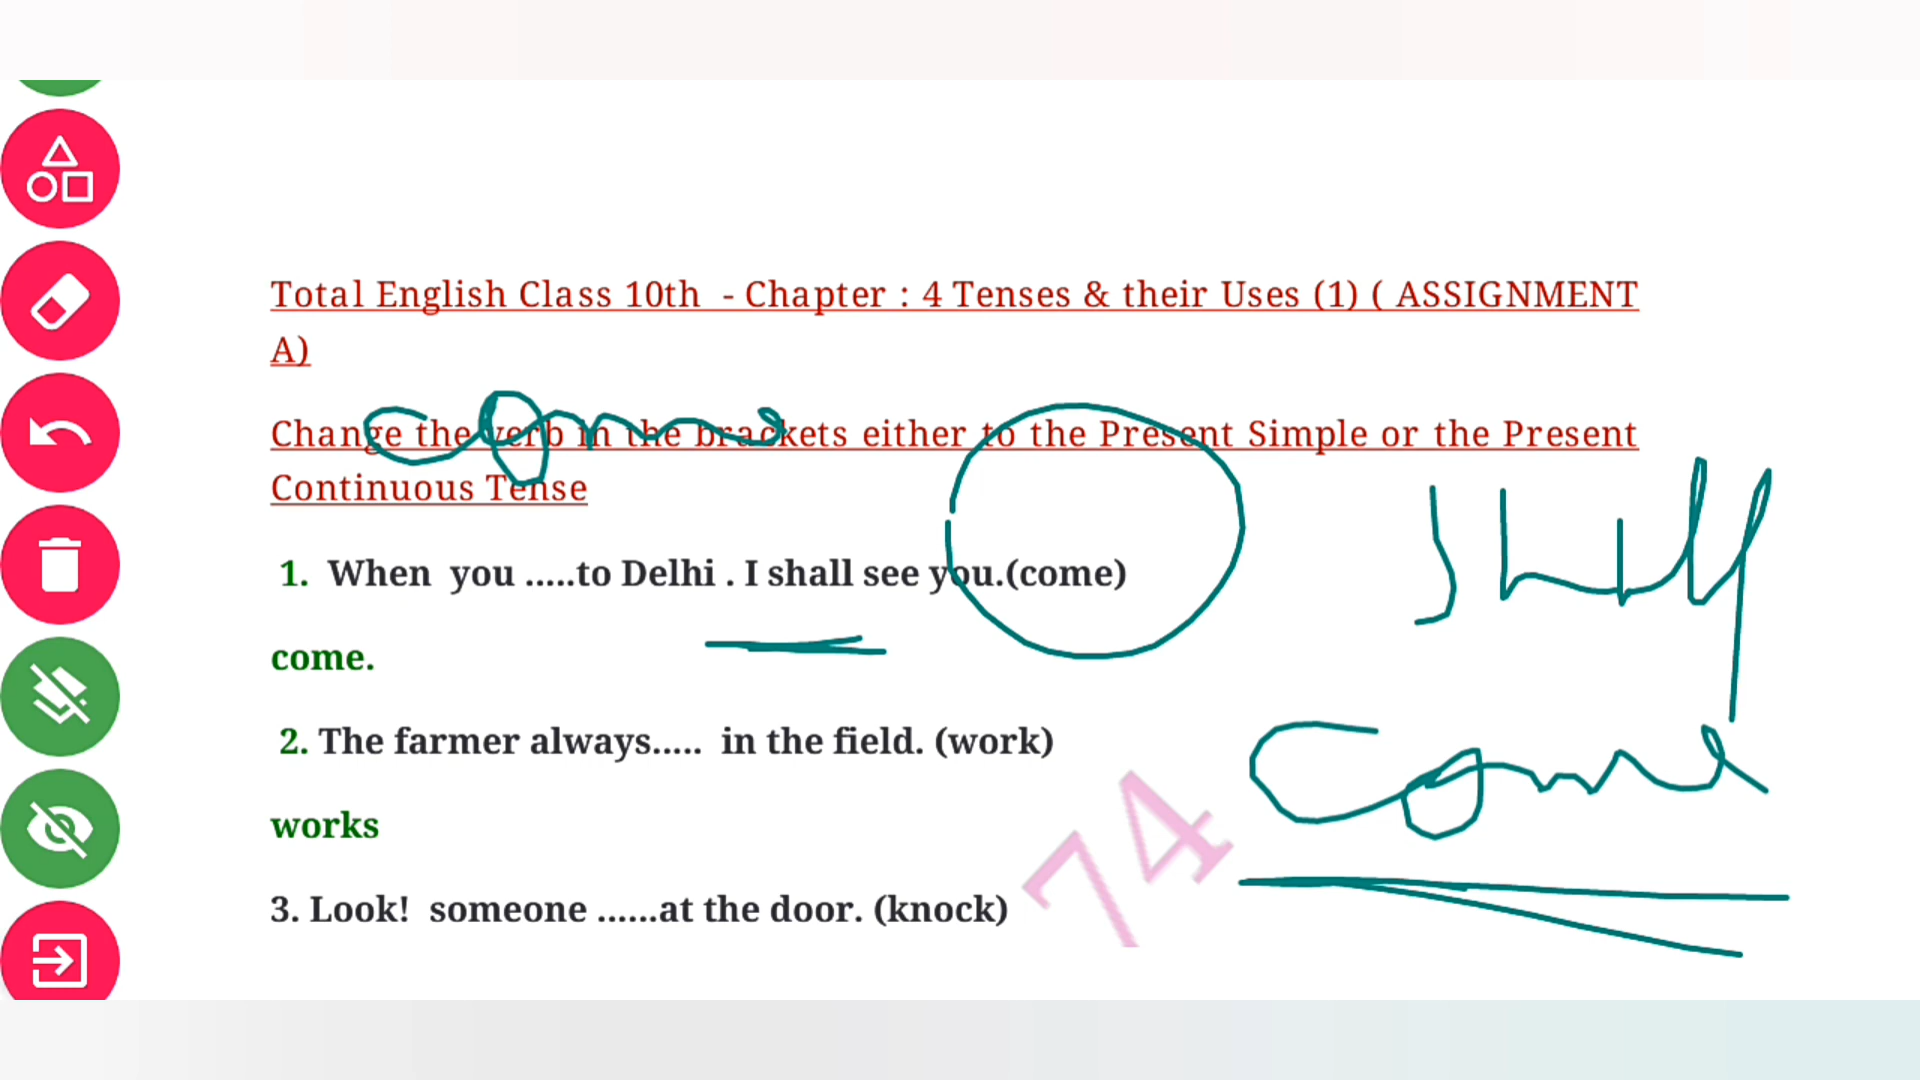 Total English Class 10th - Chapter : 4 Tenses & their Uses (1) ( ASSIGNMENT
A)
come
Change the verb in the brackets either to the Present Simple or the Present
Continuous Tense
1. When you .....to Delhi . I shall see you.(come)
come.
come
2. The farmer always..... in the field. (work)
works
3. Look! someone ......at the door. (knock)
74